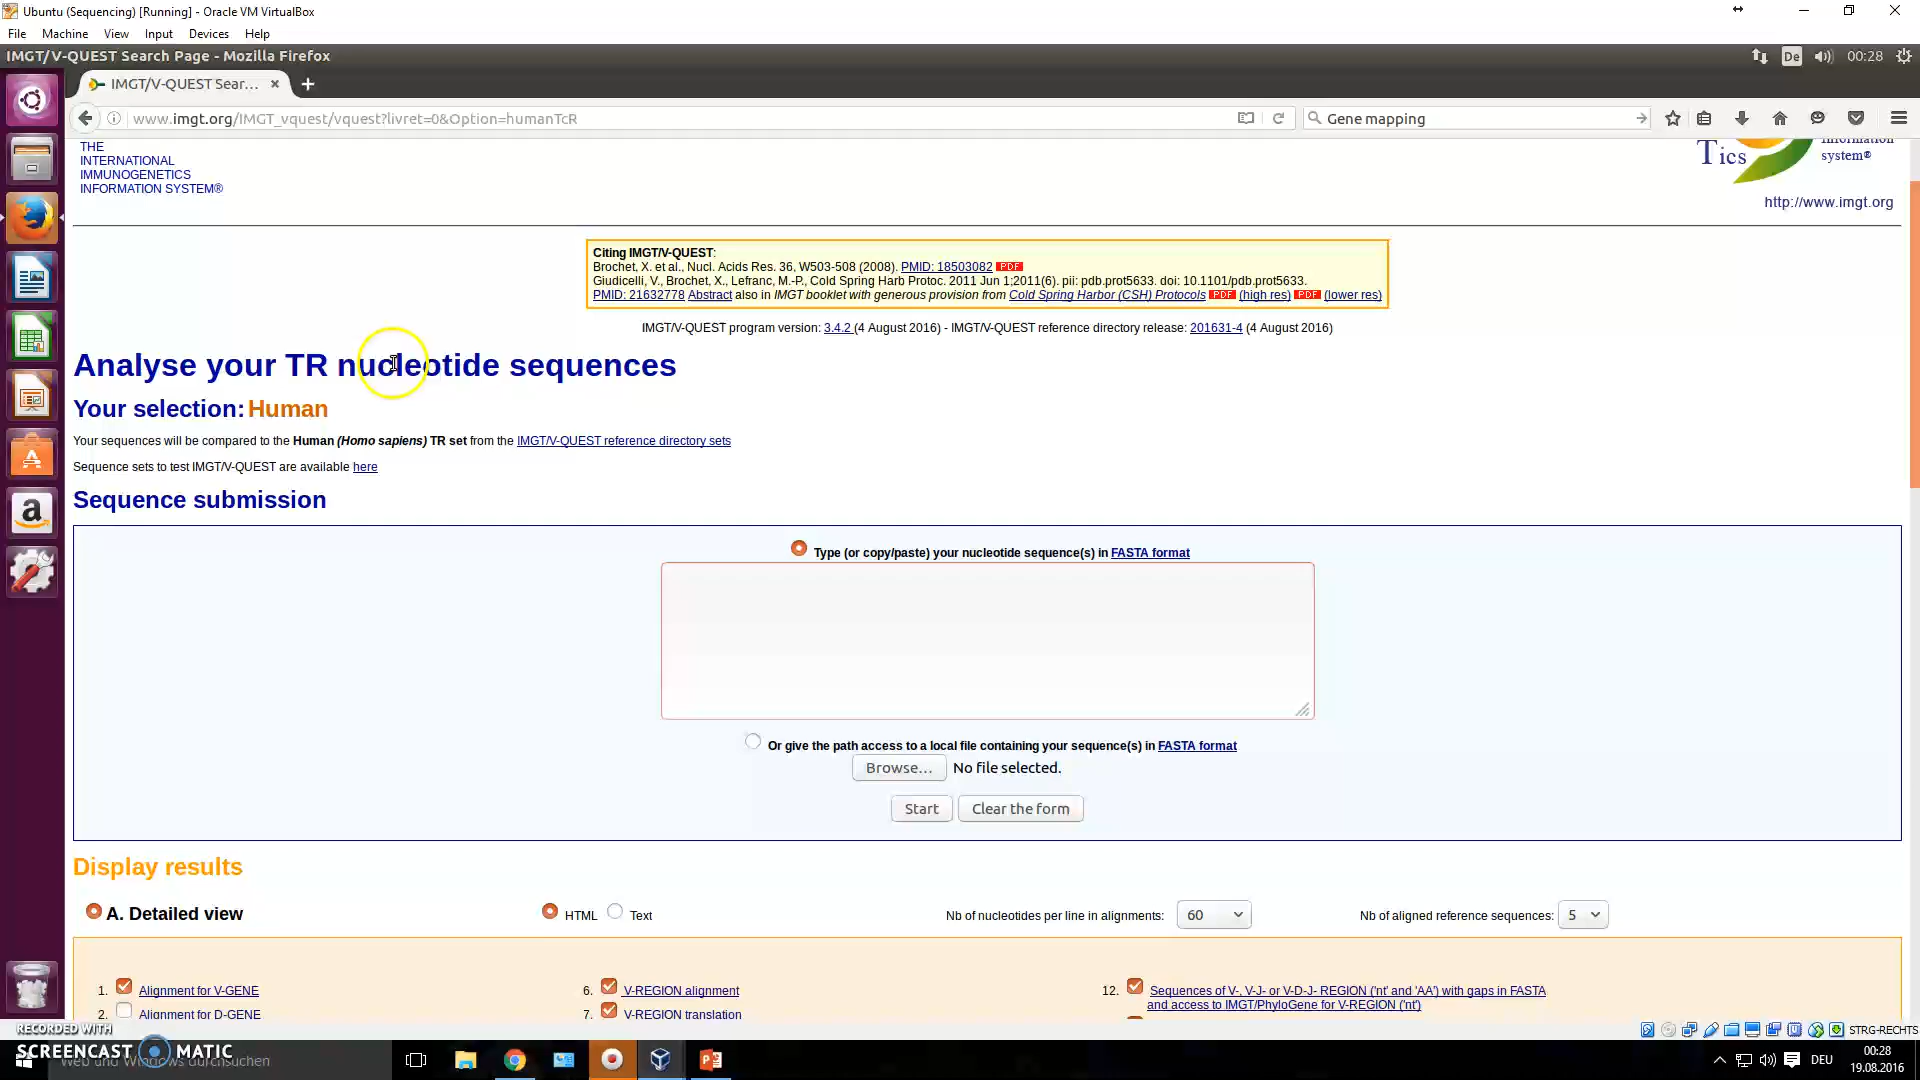 Ubuntu (Sequencing) [Running] - Oracle VM VirtualBox
File Machine View Input Devices Help
IMGT/V-QUEST Search Page - Mozilla Firefox
De
00:28
IMGT/V-QUEST Sear...
www.imgt.org/IMGT_vquest/vquest?livret=0&Option=humanTcR
Gene mapping
THE
INTERNATIONAL
IMMUNOGENETICS
INFORMATION SYSTEM®
Tics
information
system®
http://www.imgt.org
Citing IMGT/V-QUEST:
Brochet, X. et al., Nucl. Acids Res. 36, W503-508 (2008). PMID: 18503082 PDF
Giudicelli, V., Brochet, X., Lefranc, M.-P., Cold Spring Harb Protoc. 2011 Jun 1;2011(6). pii: pdb.prot5633. doi: 10.1101/pdb.prot5633.
PMID: 21632778 Abstract also in IMGT booklet with generous provision from Cold Spring Harbor (CSH) Protocols PDF (high res) PDF (lower res)
IMGT/V-QUEST program version: 3.4.2 (4 August 2016) - IMGT/V-QUEST reference directory release: 201631-4 (4 August 2016)
Analyse your TR nucleotide sequences
Your selection: Human
Your sequences will be compared to the Human (Homo sapiens) TR set from the IMGT/V-QUEST reference directory sets
Sequence sets to test IMGT/V-QUEST are available here
Sequence submission
Type (or copy/paste) your nucleotide sequence(s) in FASTA format
Or give the path access to a local file containing your sequence(s) in FASTA format
Browse... No file selected.
Start Clear the form
Display results
A. Detailed view HTML Text Nb of nucleotides per line in alignments: 60 Nb of aligned reference sequences: 5
1. Alignment for V-GENE
2. Alignment for D-GENE
6. V-REGION alignment
7. V-REGION translation
12. Sequences of V-, V-J- or V-D-J- REGION ('nt' and 'AA') with gaps in FASTA
and access to IMGT/PhyloGene for V-REGION ('nt')
STRG-RECHTS
RECORDED WITH
SCREENCAST MATIC
Web und Windows durchsuchen
DEU
00:28
19.08.2016